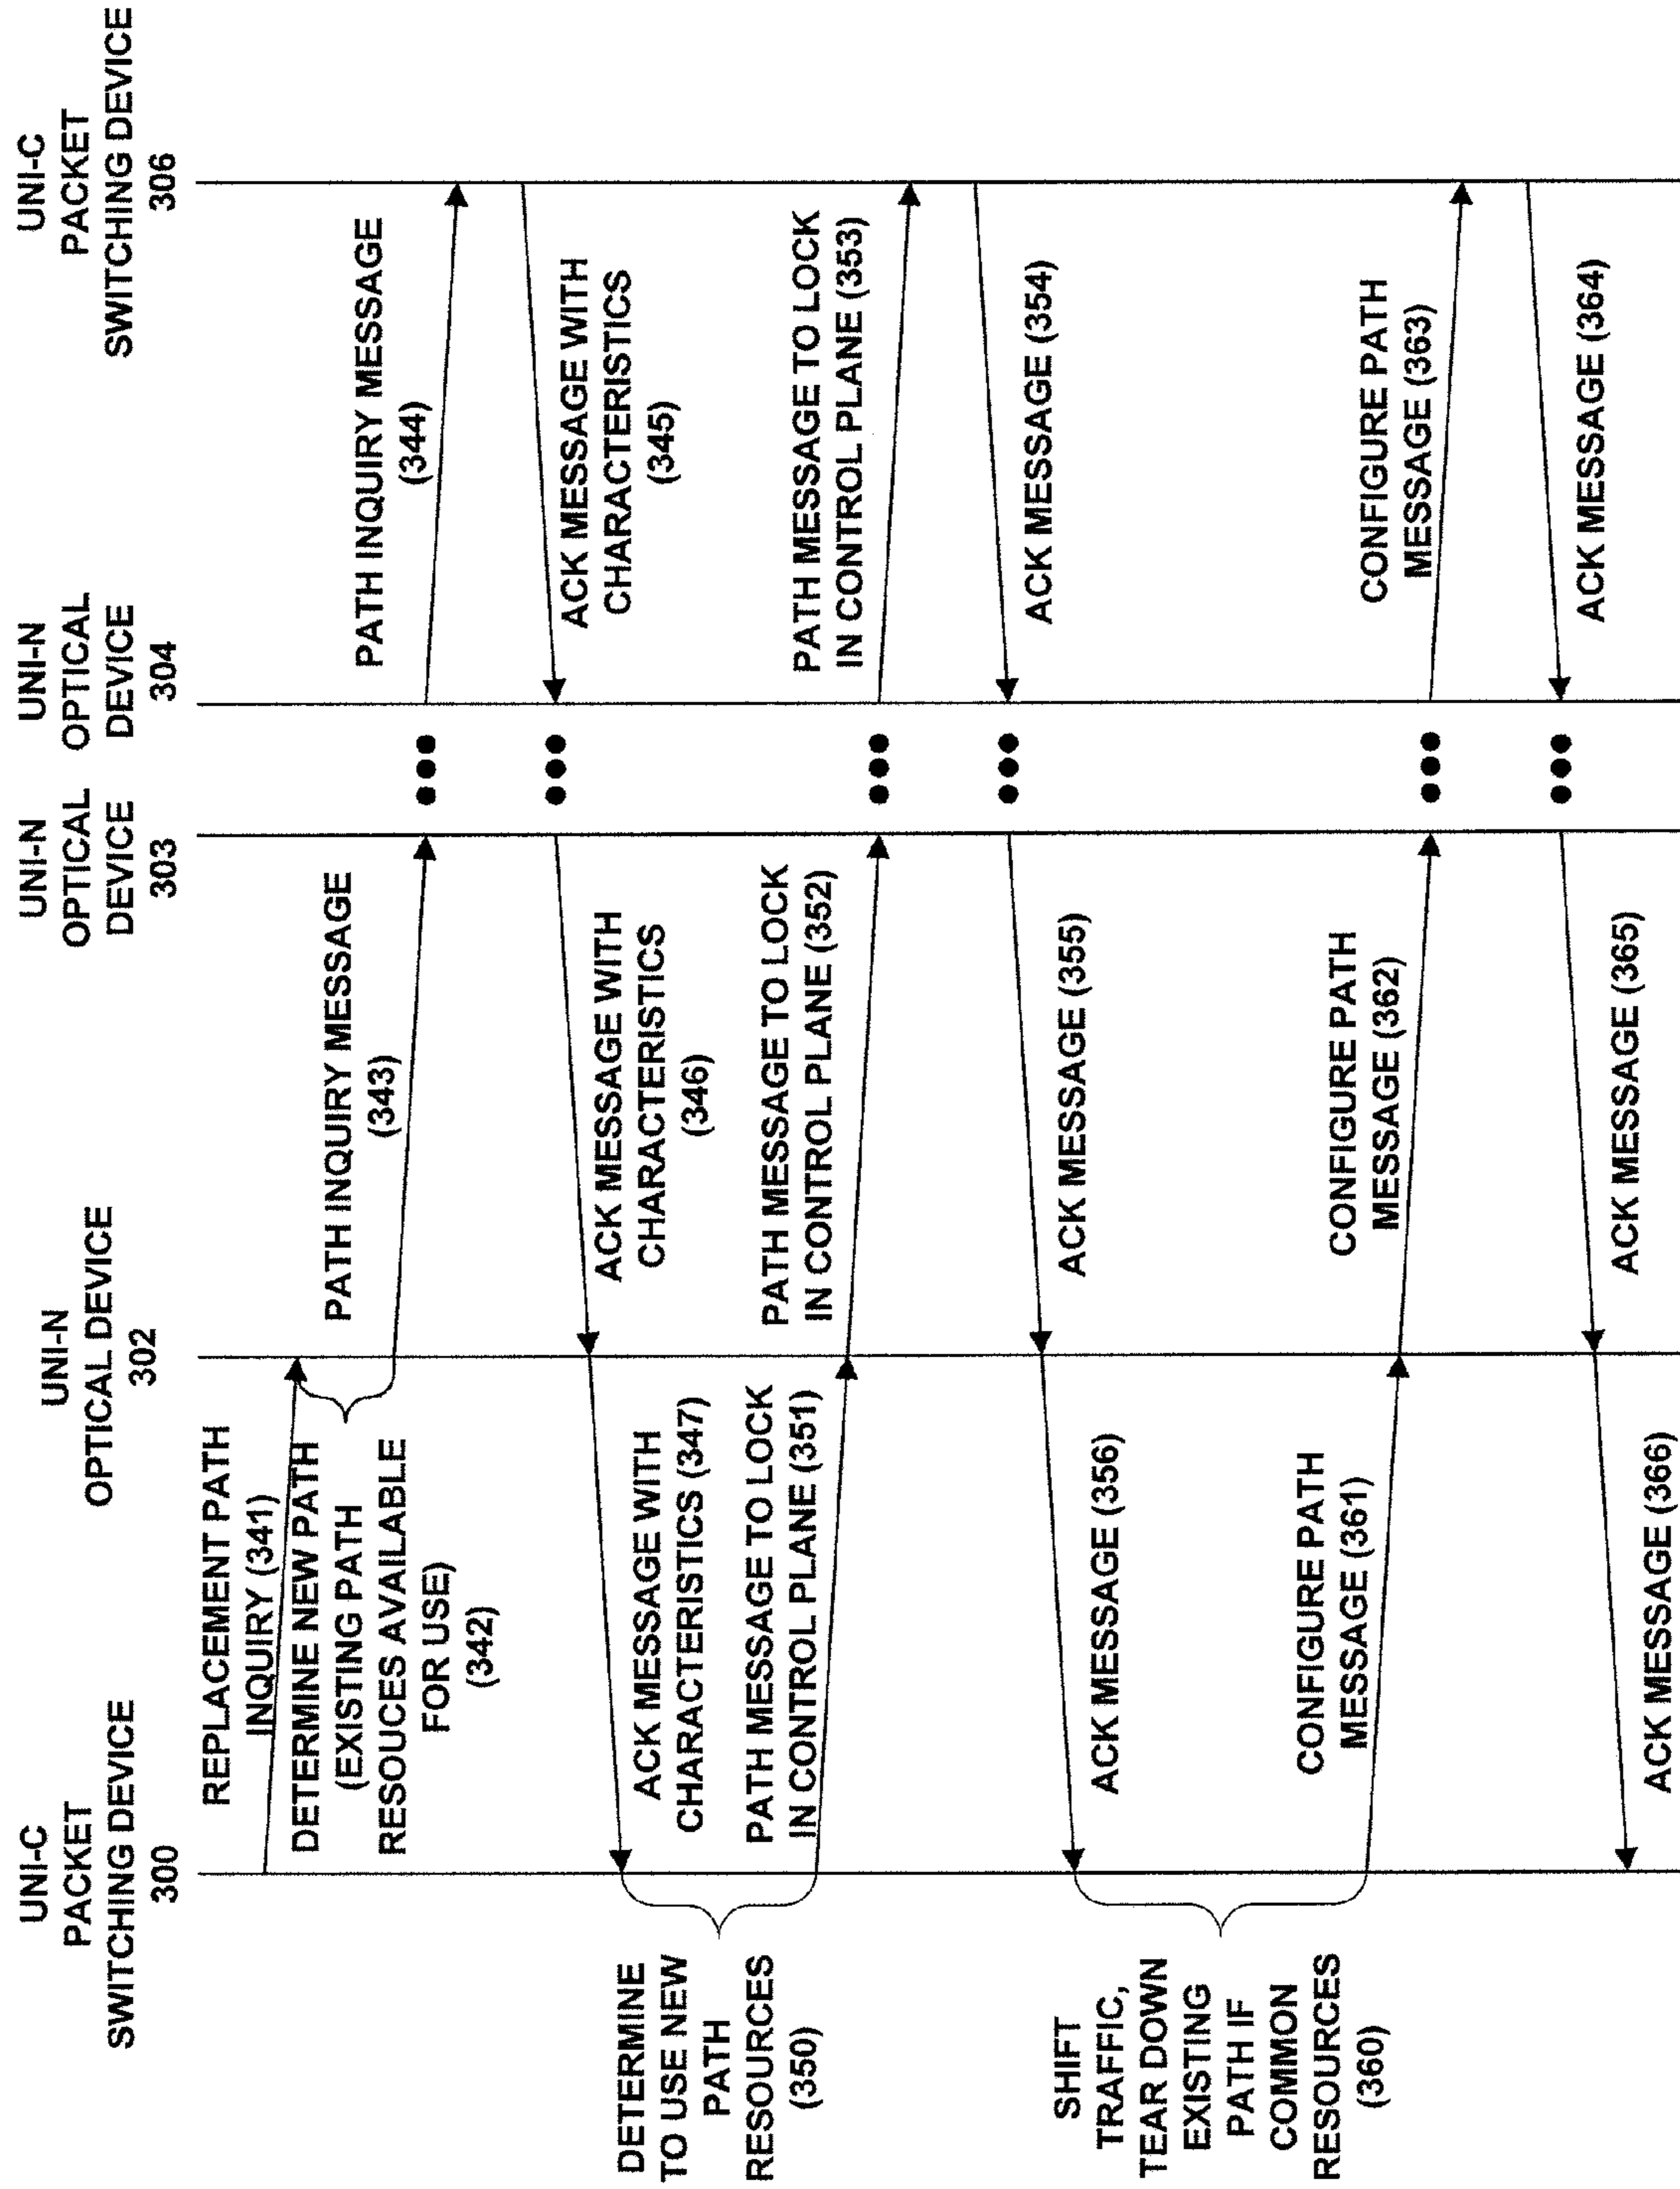 UNI-C
PACKET
SWITCHING DEVICE
300
UNI-N
OPTICAL DEVICE
302
UNI-N
OPTICAL
DEVICE
303
UNI-N
OPTICAL
DEVICE
304
UNI-C
PACKET
SWITCHING DEVICE
306
REPLACEMENT PATH
INQUIRY (341)
DETERMINE NEW PATH
(EXISTING PATH
RESOUCES AVAILABLE
FOR USE)
(342)
PATH INQUIRY MESSAGE
(343)
PATH INQUIRY MESSAGE
(344)
ACK MESSAGE WITH
CHARACTERISTICS
(345)
ACK MESSAGE WITH
CHARACTERISTICS
(346)
ACK MESSAGE WITH
CHARACTERISTICS (347)
DETERMINE
TO USE NEW
PATH
RESOURCES
(350)
PATH MESSAGE TO LOCK
IN CONTROL PLANE (351)
PATH MESSAGE TO LOCK
IN CONTROL PLANE (352)
PATH MESSAGE TO LOCK
IN CONTROL PLANE (353)
ACK MESSAGE (354)
ACK MESSAGE (355)
ACK MESSAGE (356)
SHIFT
TRAFFIC,
TEAR DOWN
EXISTING
PATH IF
COMMON
RESOURCES
(360)
CONFIGURE PATH
MESSAGE (361)
CONFIGURE PATH
MESSAGE (362)
CONFIGURE PATH
MESSAGE (363)
ACK MESSAGE (364)
ACK MESSAGE (365)
ACK MESSAGE (366)